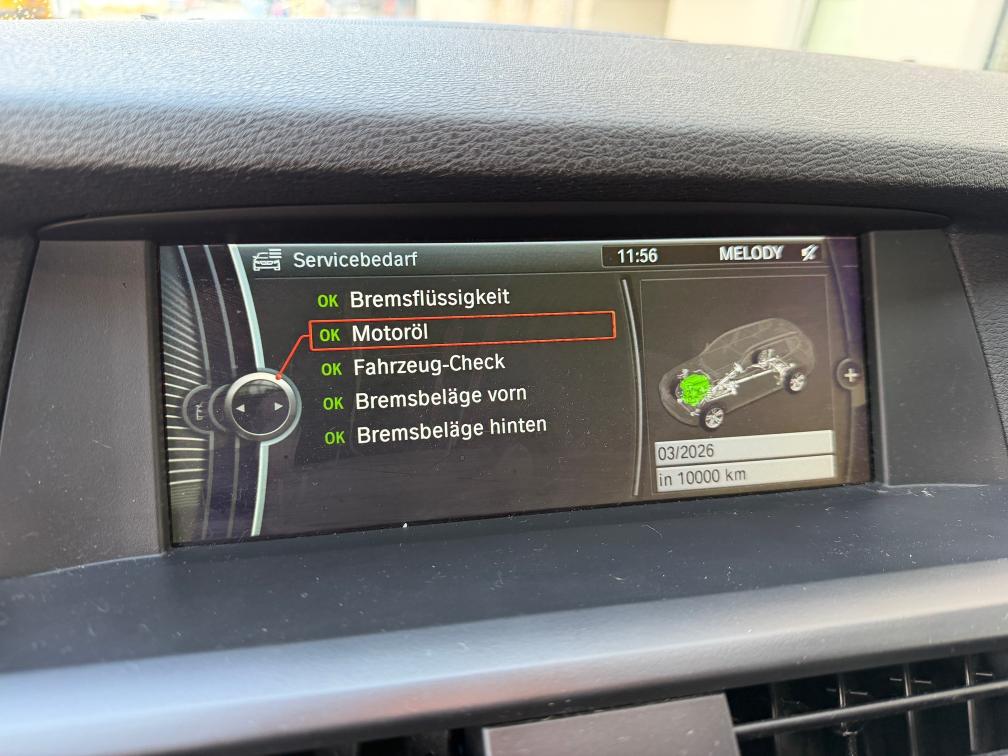 Servicebedarf
11:56
MELODY
OK Bremsflüssigkeit
OK Motoröl
OK Fahrzeug-Check
OK Bremsbeläge vorn
OK Bremsbeläge hinten
+
03/2026
in 10000 km